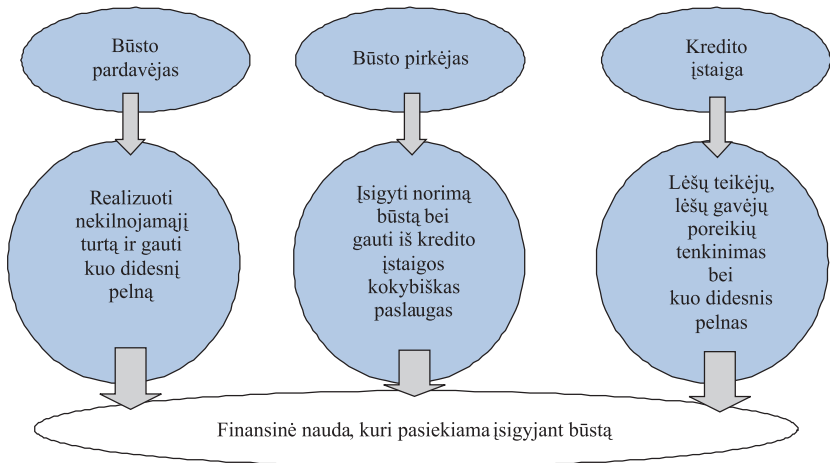 Būsto
pardavėjas
Būsto pirkėjas
Kredito
įstaiga
Realizuoti
nekilnojamąjį
turtą ir gauti
kuo didesnį
pelną
Įsigyti norimą
būstą bei
gauti iš kredito
įstaigos
kokybiškas
paslaugas
Lėšų teikėjų,
lėšų gavėjų
poreikių
tenkinimas
bei
kuo didesnis
pelnas
Finansinė nauda, kuri pasiekiama įsigyjant būstą